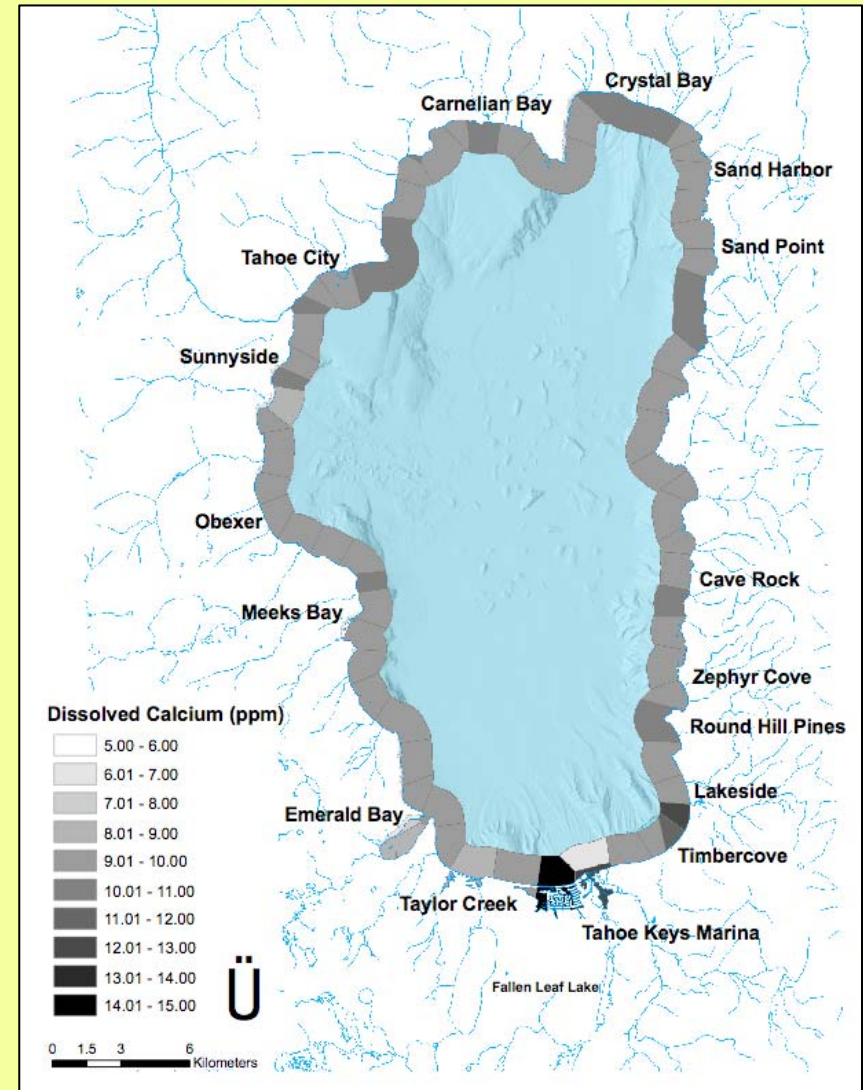 Crystal Bay
Carnelian Bay
Sand Harbor
Sand Point
Tahoe City
Sunnyside
Obexer
Cave Rock
Meeks Bay
Zephyr Cove
Round Hill Pines
Lakeside
Emerald Bay
Timbercove
Taylor Creek
Tahoe Keys Marina
Fallen Leaf Lake
Dissolved Calcium (ppm)
5.00 - 6.00
6.01 - 7.00
7.01 - 8.00
8.01 - 9.00
9.01 - 10.00
10.01 - 11.00
11.01 - 12.00
12.01 - 13.00
13.01 - 14.00
14.01 - 15.00
Ü
0 1.5 3 6
Kilometers